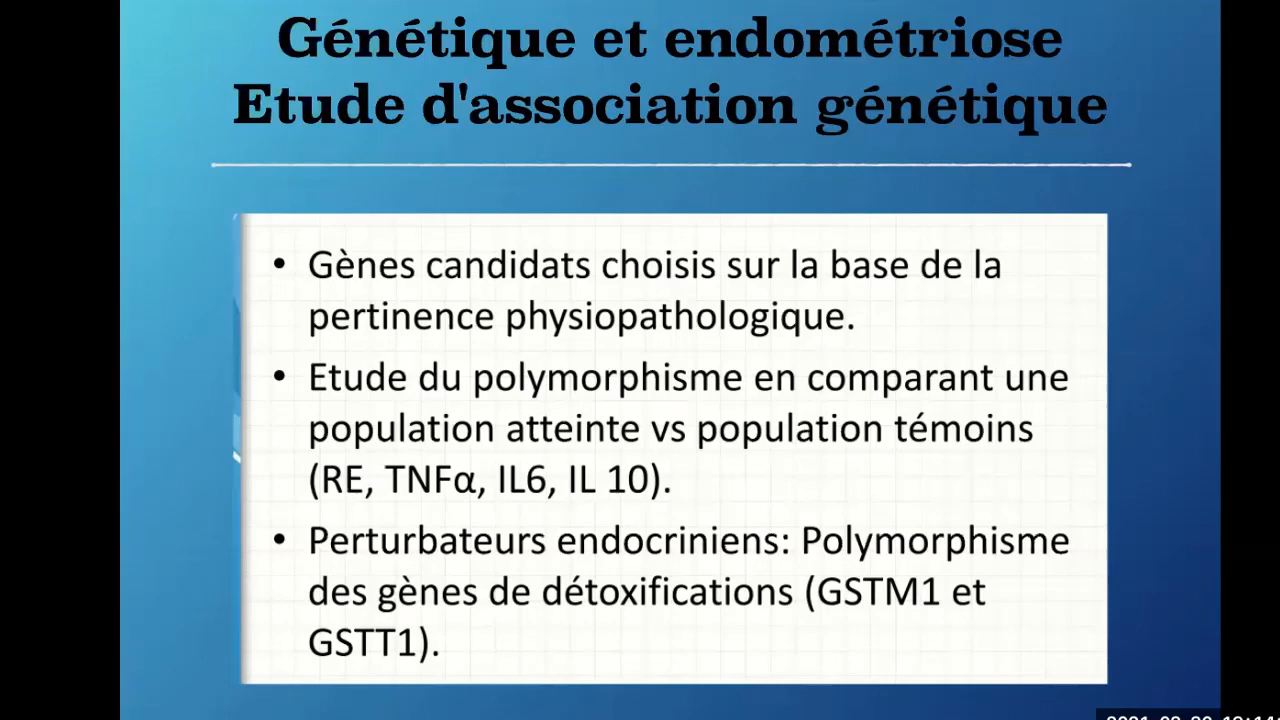 Génétique et endométriose
Etude d'association génétique
• Gènes candidats choisis sur la base de la
pertinence physiopathologique.
• Etude du polymorphisme en comparant une
population atteinte vs population témoins
(RE, TNFα, IL6, IL 10).
• Perturbateurs endocriniens: Polymorphisme
des gènes de détoxifications (GSTM1 et
GSTT1).